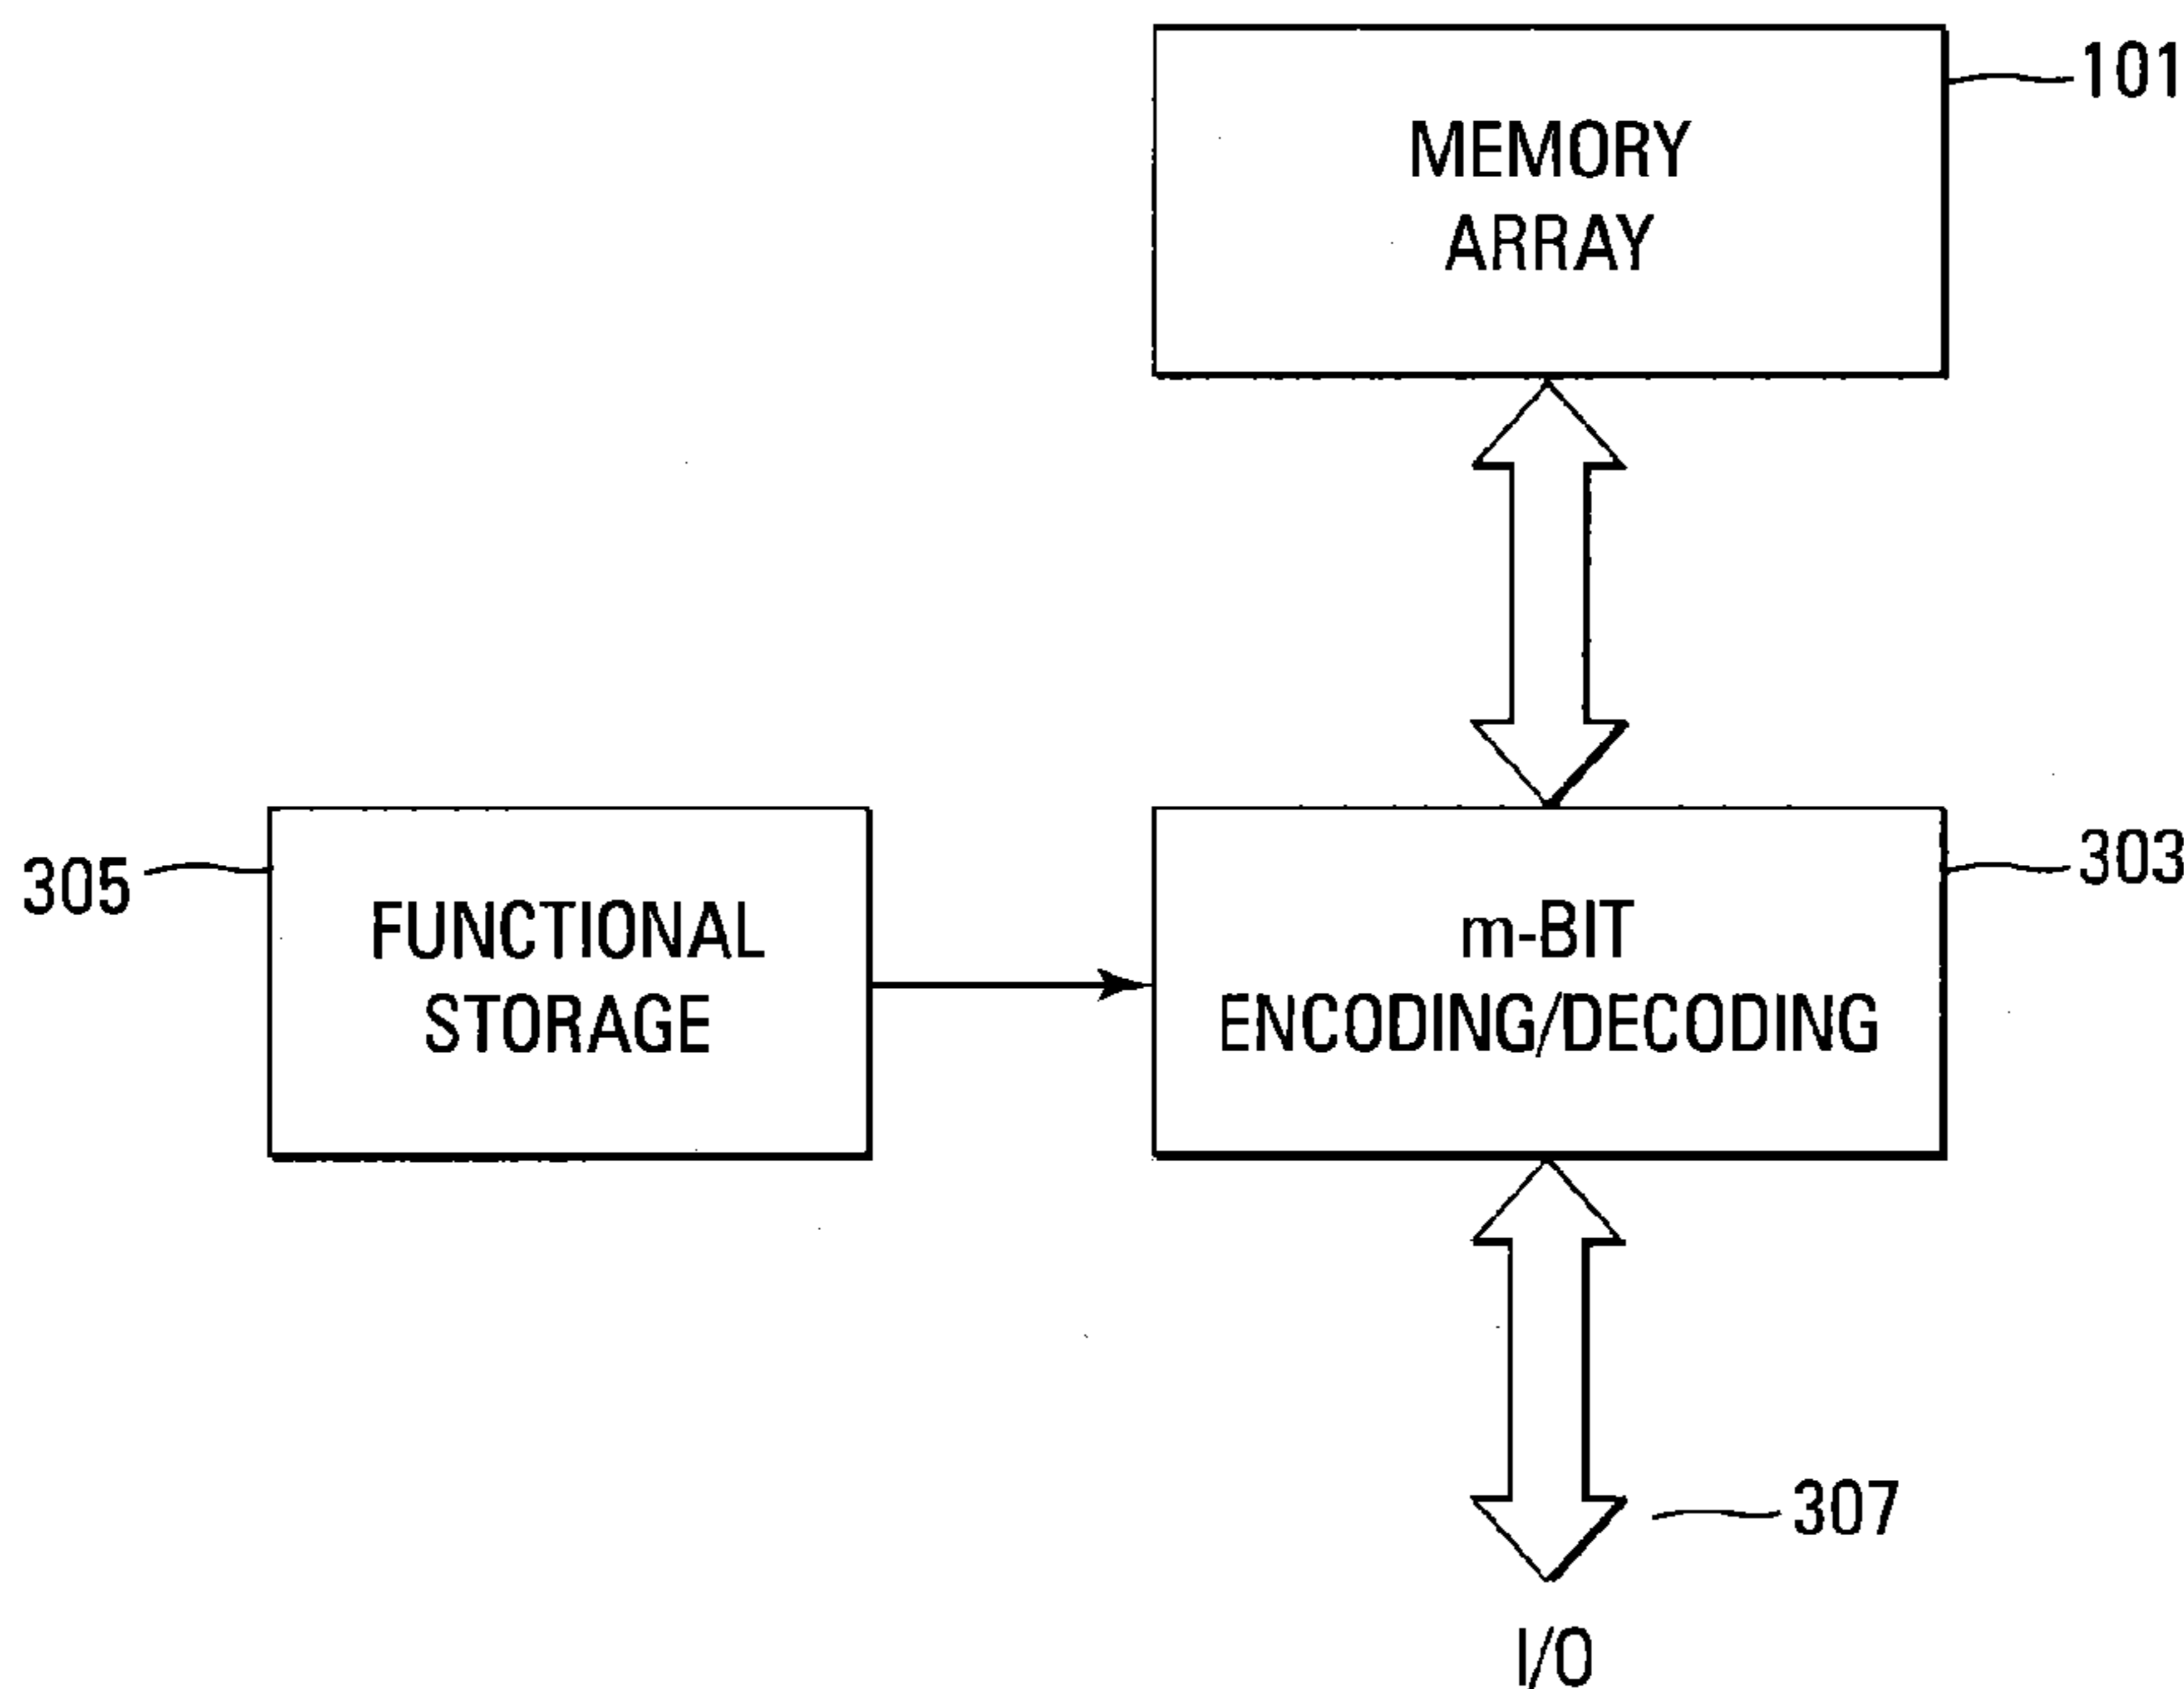 101
MEMORY
ARRAY
305
FUNCTIONAL
STORAGE
303
m-BIT
ENCODING/DECODING
307
I/O